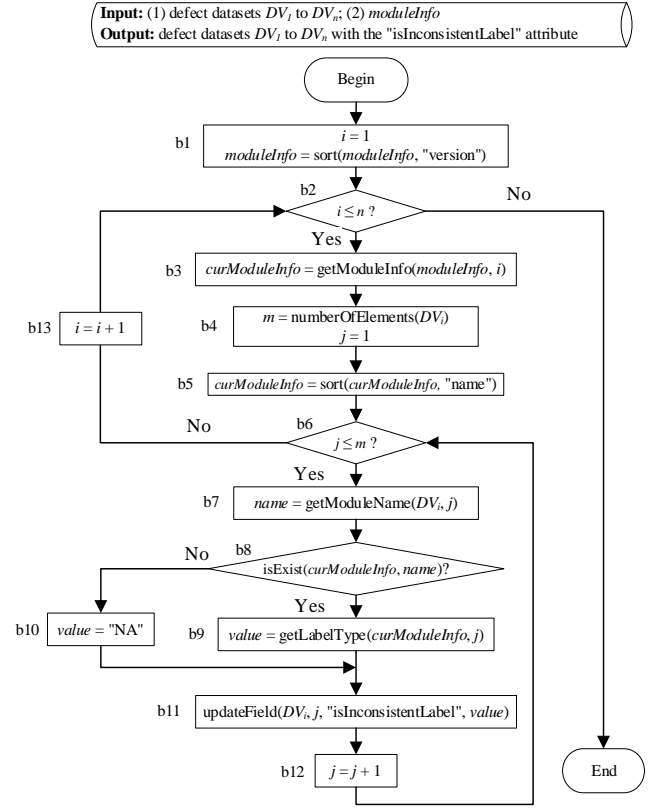 Input: (1) defect datasets DV1 to DVn; (2) moduleInfo
Output: defect datasets DV1 to DVn with the "isInconsistentLabel" attribute
Begin
b1
i = 1
moduleInfo = sort(moduleInfo, "version")
b2
i ≤ n ?
No
Yes
b3
curModuleInfo = getModuleInfo(moduleInfo, i)
b4
m = numberOfElements(DVi)
j = 1
b13
i = i + 1
b5
curModuleInfo = sort(curModuleInfo, "name")
b6
j ≤ m ?
No
Yes
b7
name = getModuleName(DVi, j)
b8
isExist(curModuleInfo, name)?
No
Yes
b10
value = "NA"
b9
value = getLabelType(curModuleInfo, j)
b11
updateField(DVi, j, "isInconsistentLabel", value)
b12
j = j + 1
End